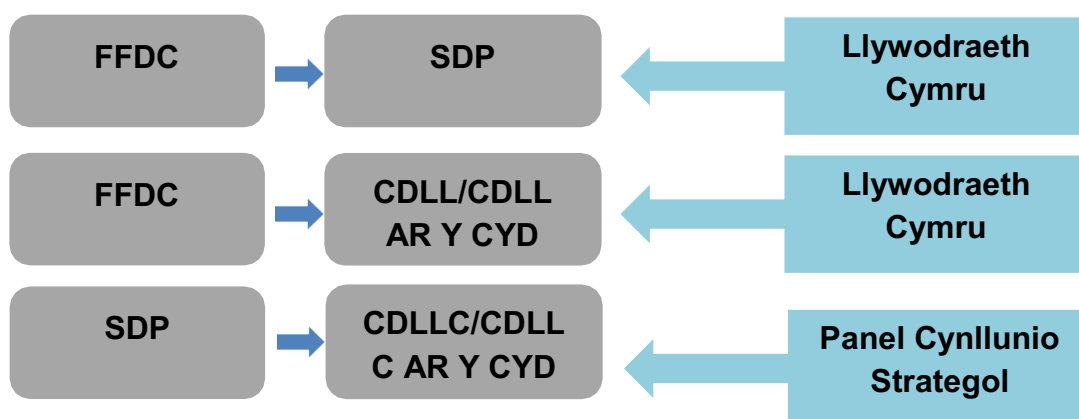 FFDC
SDP
Llywodraeth
Cymru
FFDC
CDLL/CDLL
AR Y CYD
Llywodraeth
Cymru
SDP
CDLLC/CDLL
C AR Y CYD
Panel Cynllunio
Strategol